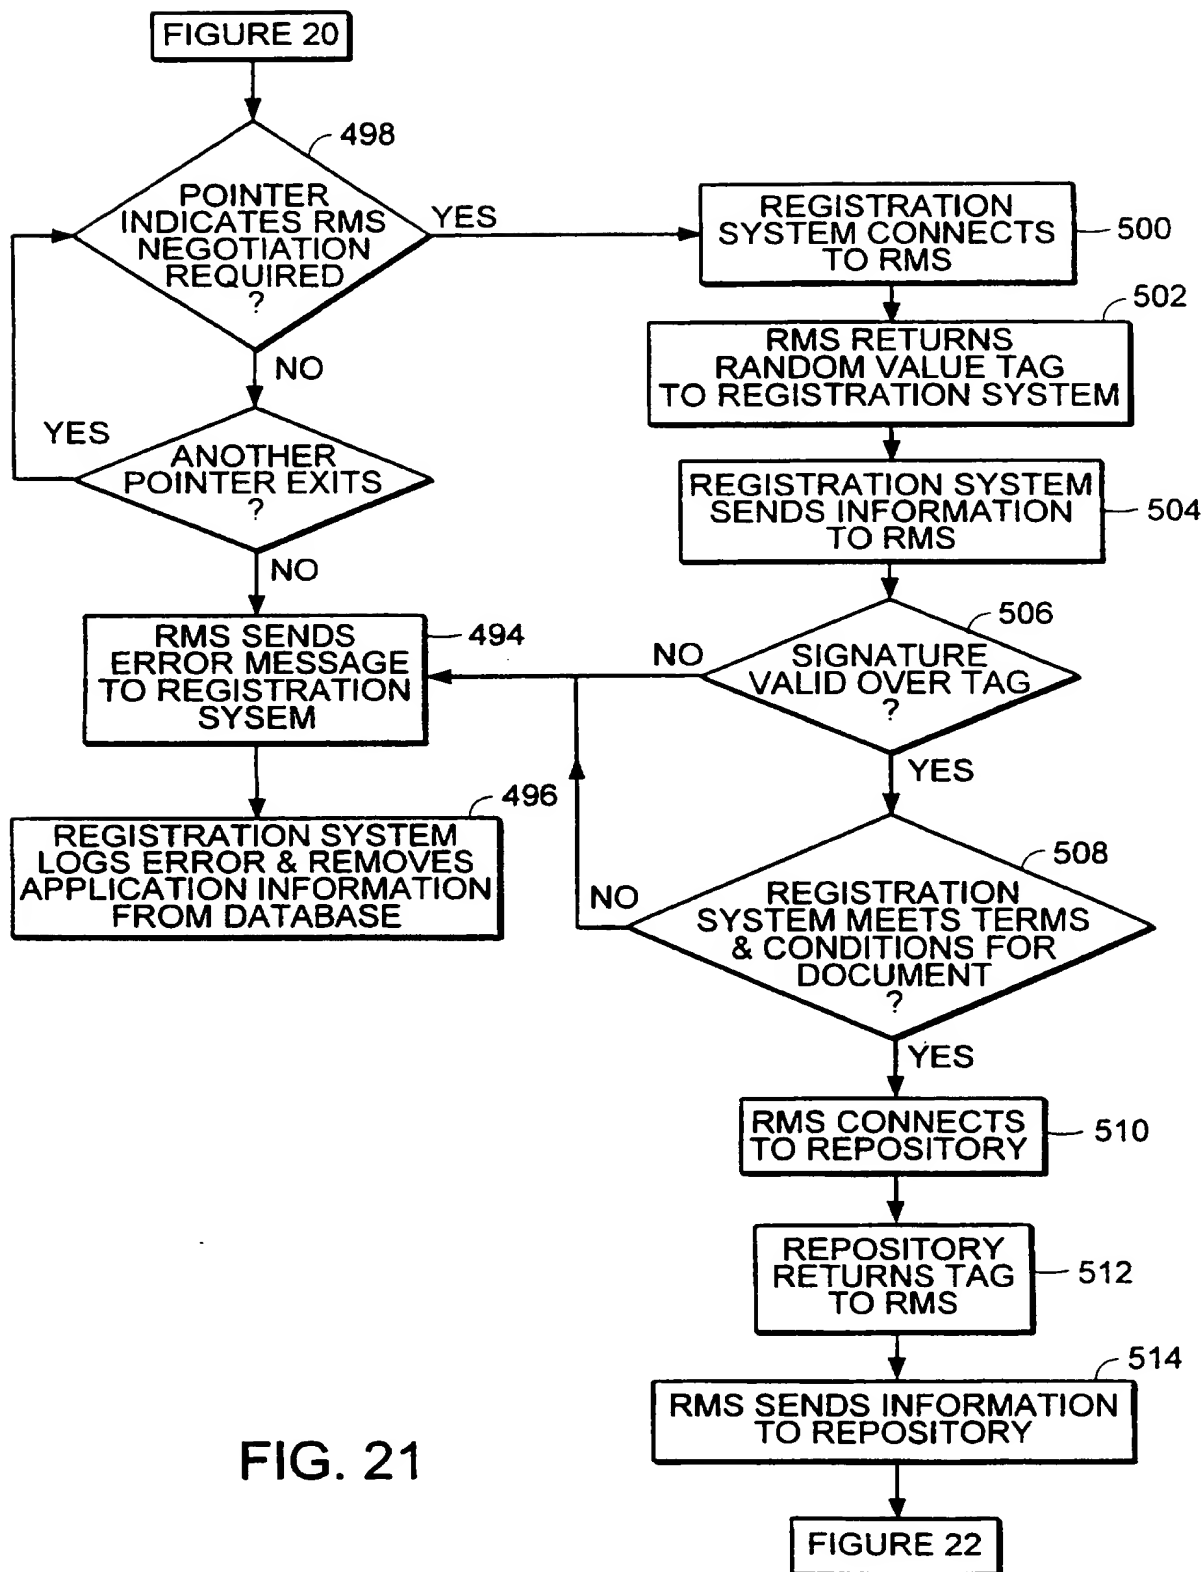 FIGURE 20
498
POINTER
INDICATES RMS
NEGOTIATION
REQUIRED
?
YES
NO
YES
ANOTHER
POINTER EXITS
?
NO
RMS SENDS
ERROR MESSAGE
TO REGISTRATION
SYSEM
494
496
REGISTRATION SYSTEM
LOGS ERROR & REMOVES
APPLICATION INFORMATION
FROM DATABASE
REGISTRATION
SYSTEM CONNECTS
TO RMS
500
502
RMS RETURNS
RANDOM VALUE TAG
TO REGISTRATION SYSTEM
REGISTRATION SYSTEM
SENDS INFORMATION
TO RMS
504
506
SIGNATURE
VALID OVER TAG
?
NO
YES
508
REGISTRATION
SYSTEM MEETS TERMS
& CONDITIONS FOR
DOCUMENT
?
NO
YES
RMS CONNECTS
TO REPOSITORY
510
REPOSITORY
RETURNS TAG
TO RMS
512
514
RMS SENDS INFORMATION
TO REPOSITORY
FIGURE 22
FIG. 21